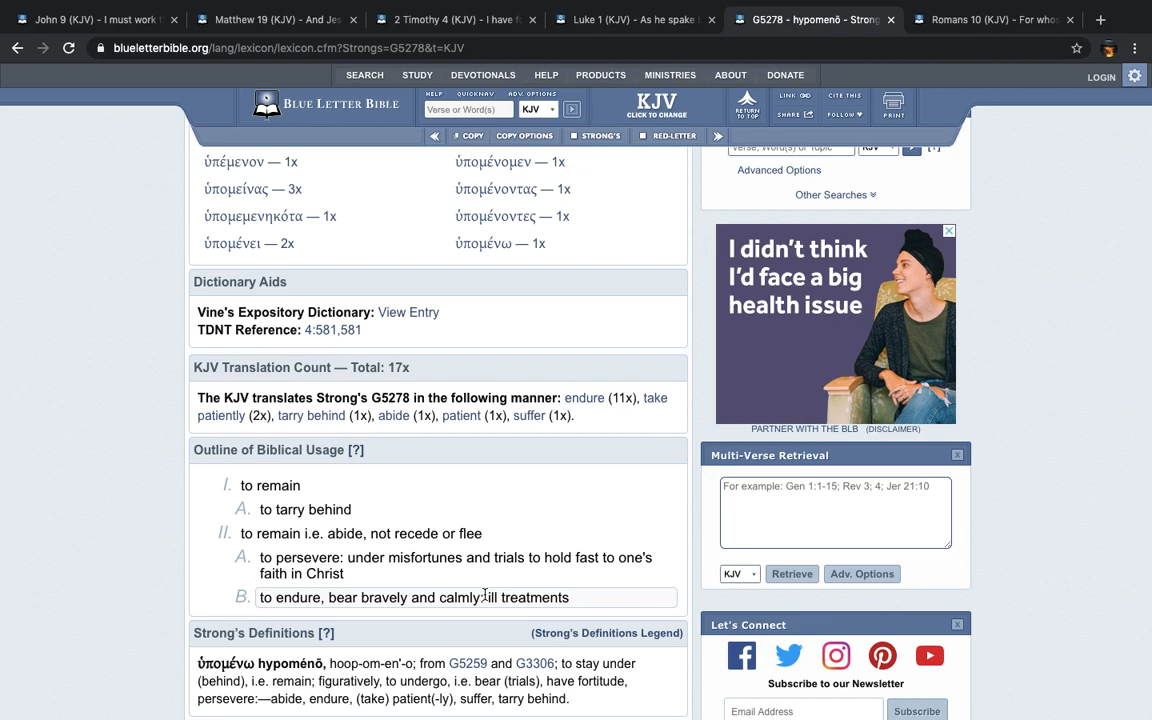 John 9 (KJV) - I must work t
Matthew 19 (KJV) - And Jes
2 Timothy 4 (KJV) - I have f
Luke 1 (KJV) - As he spake
G5278 - hypomenō - Strong
Romans 10 (KJV) - For who
blueletterbible.org/lang/lexicon/lexicon.cfm?Strongs=G5278&t=KJV
SEARCH STUDY DEVOTIONALS HELP PRODUCTS MINISTRIES ABOUT DONATE
LOGIN
BLUE LETTER BIBLE
HELP QUICKNAV ADV. OPTIONS
Verse or Word(s) KJV
KJV
CLICK TO CHANGE
RETURN
TO TOP
LINK CITE THIS
SHARE FOLLOW
PRINT
COPY COPY OPTIONS STRONG'S RED-LETTER
ὑπέμενον — 1x ὑπομένομεν — 1x
ὑπομείνας — 3x ὑπομένοντας — 1x
ὑπομεμενηκότα — 1x ὑπομένοντες — 1x
ὑπομένει — 2x ὑπομένω — 1x
Dictionary Aids
Vine's Expository Dictionary: View Entry
TDNT Reference: 4:581,581
KJV Translation Count — Total: 17x
The KJV translates Strong's G5278 in the following manner: endure (11x), take
patiently (2x), tarry behind (1x), abide (1x), patient (1x), suffer (1x).
Outline of Biblical Usage [?]
I. to remain
A. to tarry behind
II. to remain i.e. abide, not recede or flee
A. to persevere: under misfortunes and trials to hold fast to one's
faith in Christ
B. to endure, bear bravely and calmly: ill treatments
Strong's Definitions [?] (Strong's Definitions Legend)
ὑπομένω hypoménō, hoop-om-en'-o; from G5259 and G3306; to stay under
(behind), i.e. remain; figuratively, to undergo, i.e. bear (trials), have fortitude,
persevere:—abide, endure, (take) patient(-ly), suffer, tarry behind.
Verse, Word(s) or Topic KJV [?]
Advanced Options
Other Searches
I didn't think
I'd face a big
health issue
PARTNER WITH THE BLB (DISCLAIMER)
Multi-Verse Retrieval x
For example: Gen 1:1-15; Rev 3; 4; Jer 21:10
KJV Retrieve Adv. Options
Let's Connect x
Subscribe to our Newsletter
Email Address Subscribe